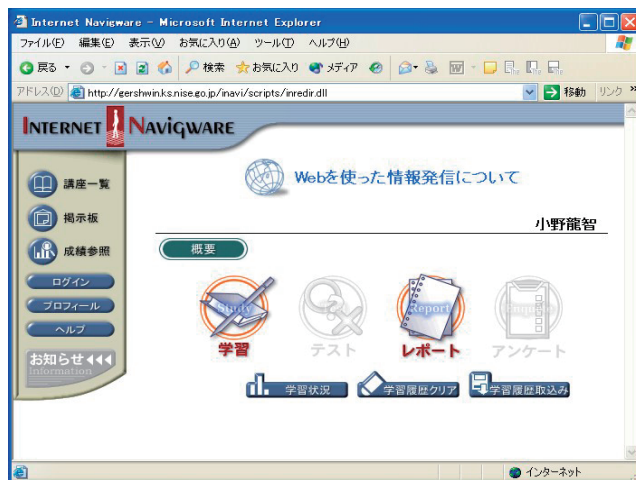 Internet Navigware - Microsoft Internet Explorer
ファイル(F) 編集(E) 表示(V) お気に入り(A) ツール(T) ヘルプ(H)
戻る 検索 お気に入り メディア
アドレス(D) http://gershwin.ks.nise.go.jp/inavi/scripts/inredir.dll 移動 リンク »
INTERNET NAVIGWARE
講座一覧
掲示板
成績参照
ログイン
プロフィール
ヘルプ
お知らせ
Information
Webを使った情報発信について
小野龍智
概要
Study
Report
Enquete
学習 テスト レポート アンケート
学習状況 学習履歴クリア 学習履歴取込み
インターネット